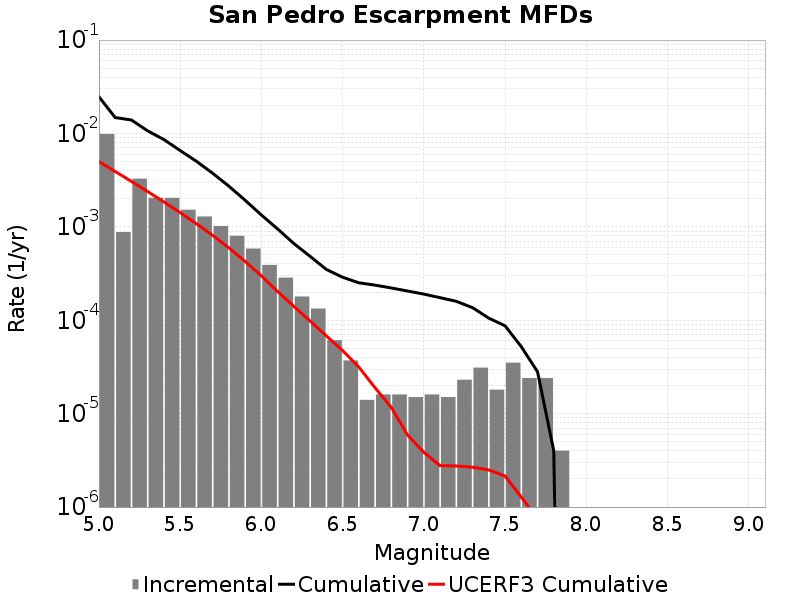 San Pedro Escarpment MFDs
10-1
10-2
10-3
10-4
10-5
10-6
Rate (1/yr)
5.0 5.5 6.0 6.5 7.0 7.5 8.0 8.5 9.0
Magnitude
Incremental Cumulative UCERF3 Cumulative